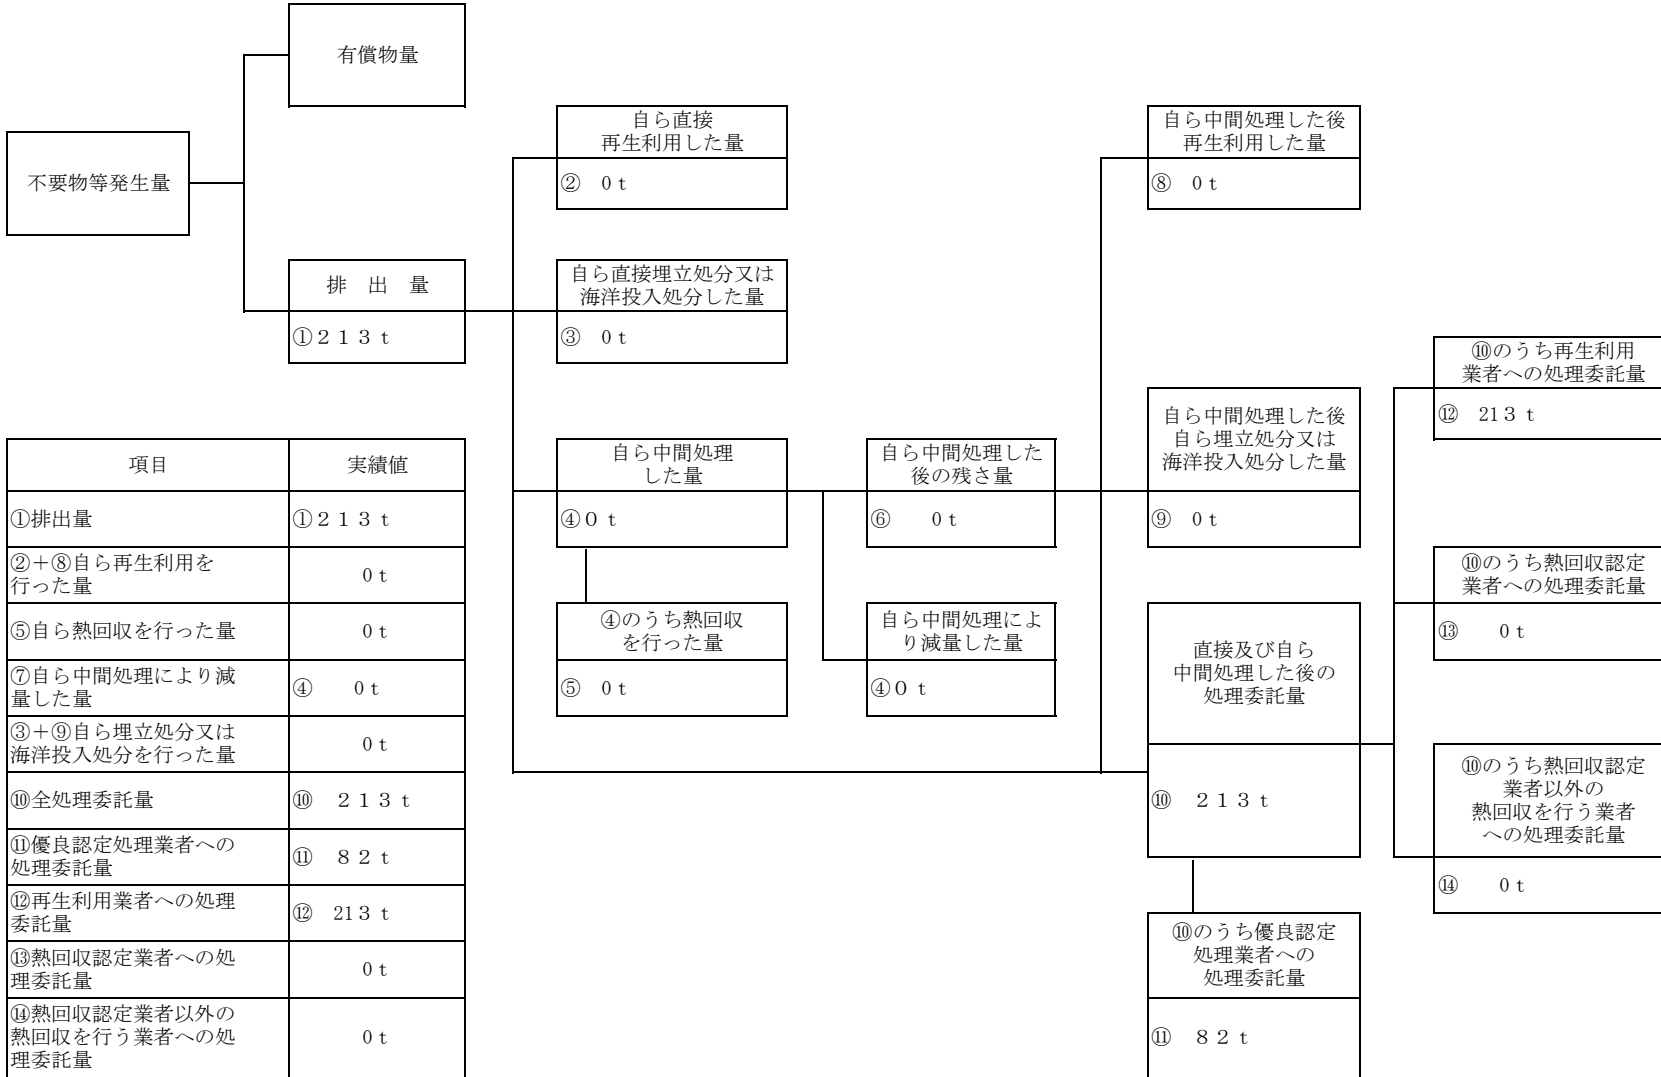 有償物量
不要物等発生量
排　出　量
①２１３ｔ
自ら直接
再生利用した量
②　0ｔ
自ら直接埋立処分又は
海洋投入処分した量
③　0ｔ
自ら中間処理
した量
④０ ｔ
④のうち熱回収
を行った量
⑤　0ｔ
自ら中間処理した
後の残さ量
⑥　　0ｔ
自ら中間処理によ
り減量した量
④０ ｔ
自ら中間処理した後
再生利用した量
⑧　0ｔ
自ら中間処理した後
自ら埋立処分又は
海洋投入処分した量
⑨　0ｔ
直接及び自ら
中間処理した後の
処理委託量
⑩　２１３ｔ
⑩のうち優良認定
処理業者への
処理委託量
⑪　８２ｔ
⑩のうち再生利用
業者への処理委託量
⑫　21３ｔ
⑩のうち熱回収認定
業者への処理委託量
⑬　　0ｔ
⑩のうち熱回収認定
業者以外の
熱回収を行う業者
への処理委託量
⑭　　0ｔ
項目　実績値
①排出量　①２１３ｔ
②＋⑧自ら再生利用を
行った量　0ｔ
⑤自ら熱回収を行った量　0ｔ
⑦自ら中間処理により減
量した量　④　　0ｔ
③＋⑨自ら埋立処分又は
海洋投入処分を行った量　0ｔ
⑩全処理委託量　⑩　２１３ｔ
⑪優良認定処理業者への
処理委託量　⑪　８２ｔ
⑫再生利用業者への処理
委託量　⑫　21３ｔ
⑬熱回収認定業者への処
理委託量　0ｔ
⑭熱回収認定業者以外の
熱回収を行う業者への処
理委託量　0ｔ